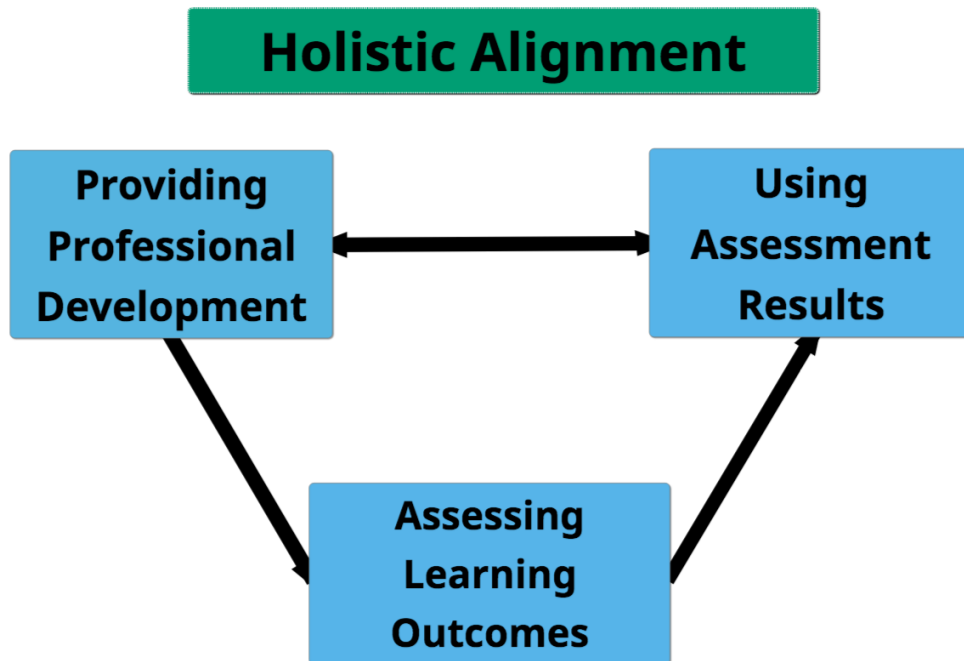 Holistic Alignment
Providing
Professional
Development
Using
Assessment
Results
Assessing
Learning
Outcomes